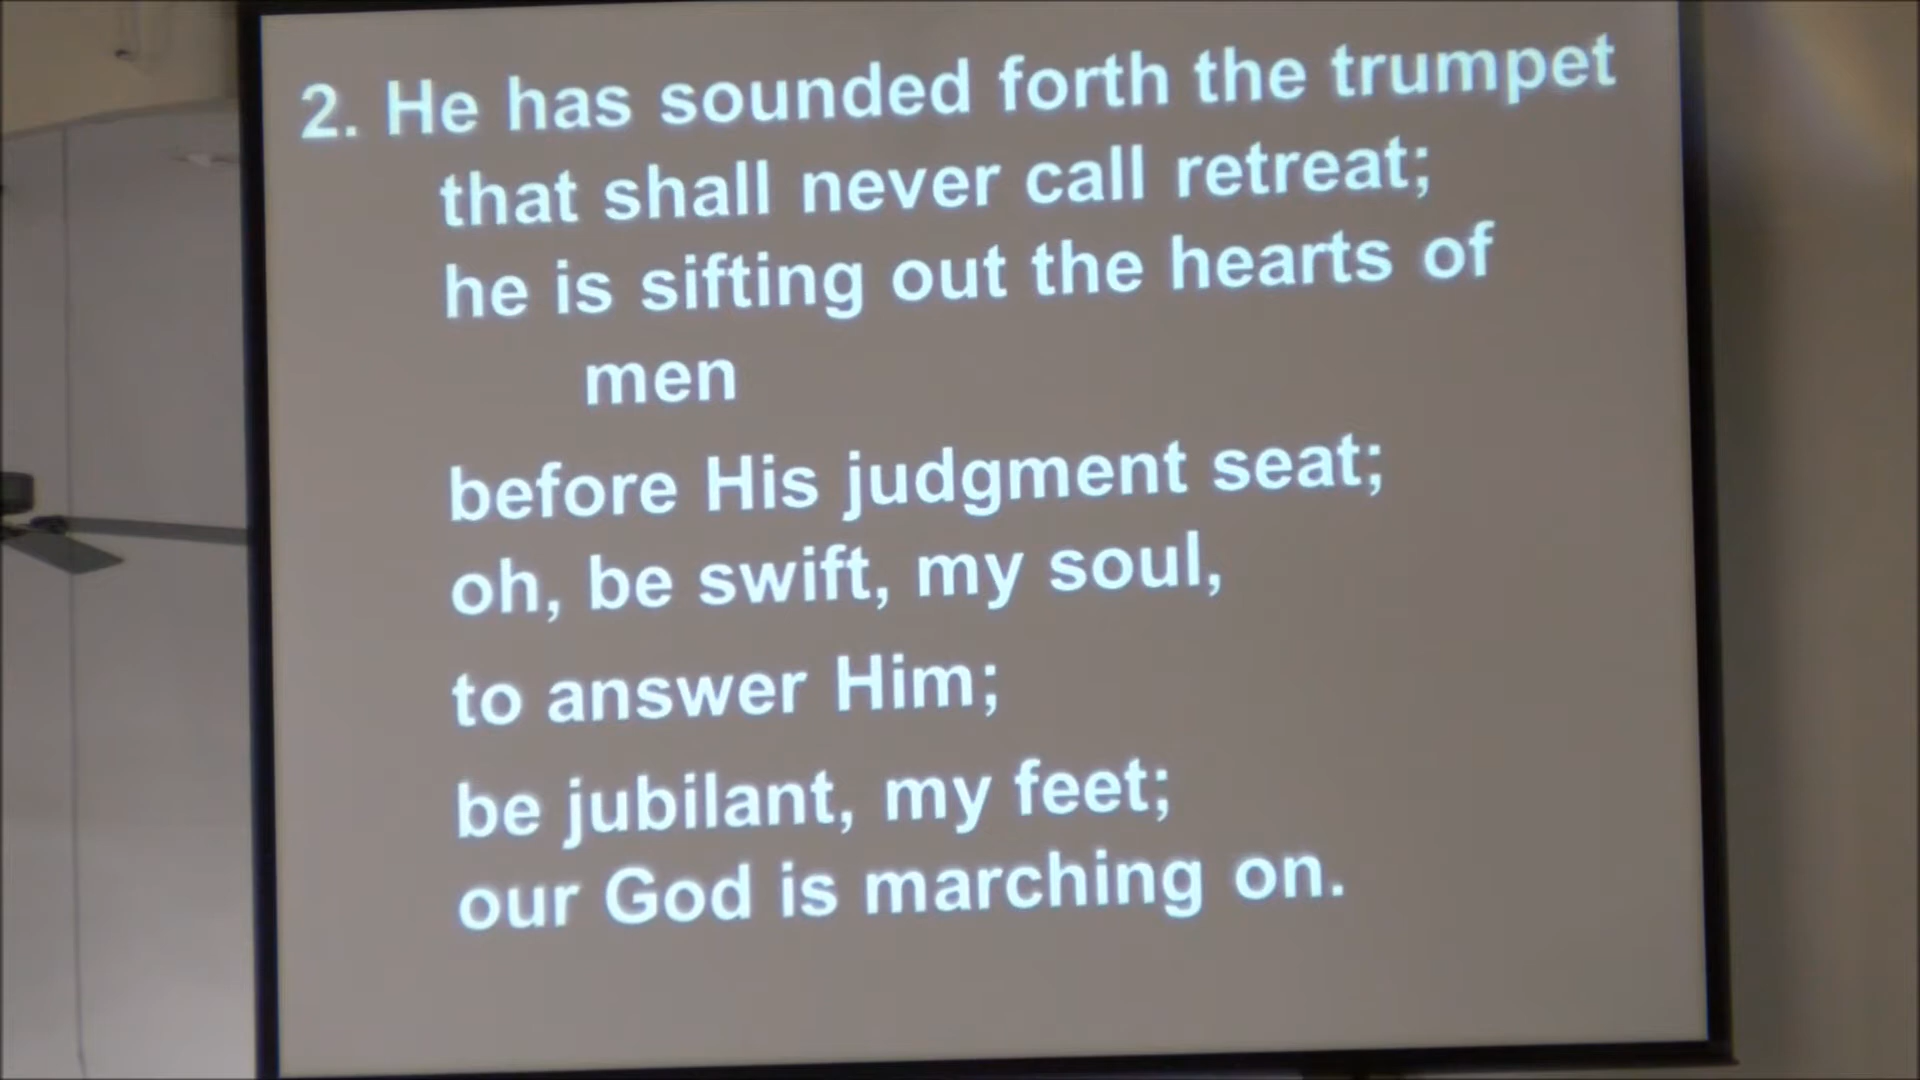 2. He has sounded forth the trumpet
that shall never call retreat;
he is sifting out the hearts of
men
before His judgment seat;
oh, be swift, my soul,
to answer Him;
be jubilant, my feet;
our God is marching on.